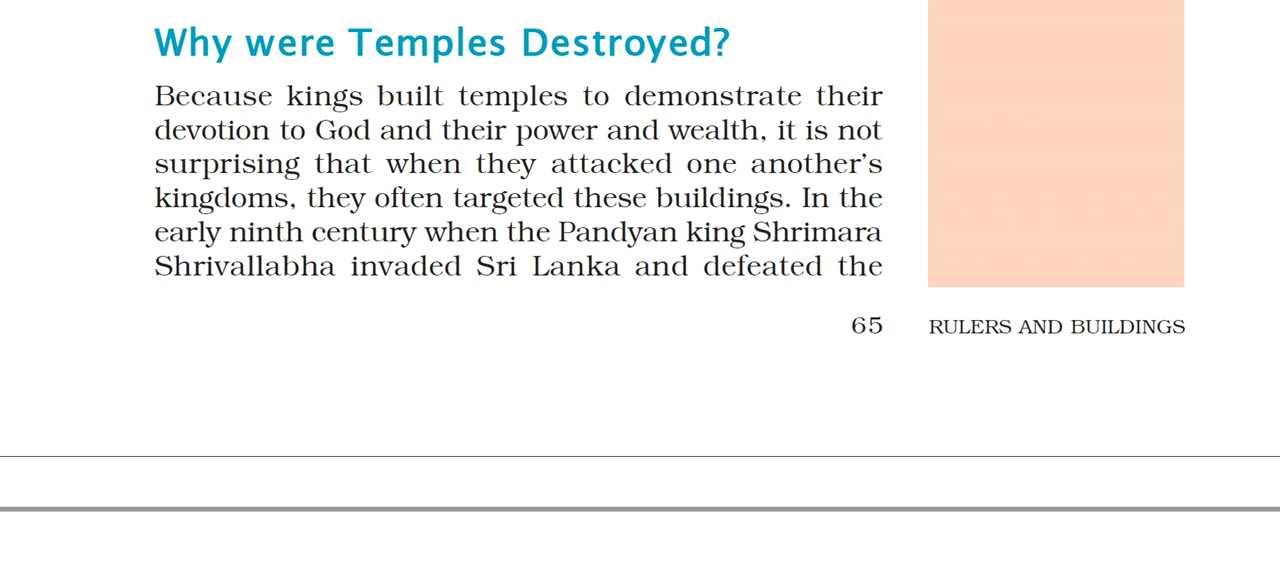 Why were Temples Destroyed?
Because kings built temples to demonstrate their
devotion to God and their power and wealth, it is not
surprising that when they attacked one another’s
kingdoms, they often targeted these buildings. In the
early ninth century when the Pandyan king Shrimara
Shrivallabha invaded Sri Lanka and defeated the
65 RULERS AND BUILDINGS